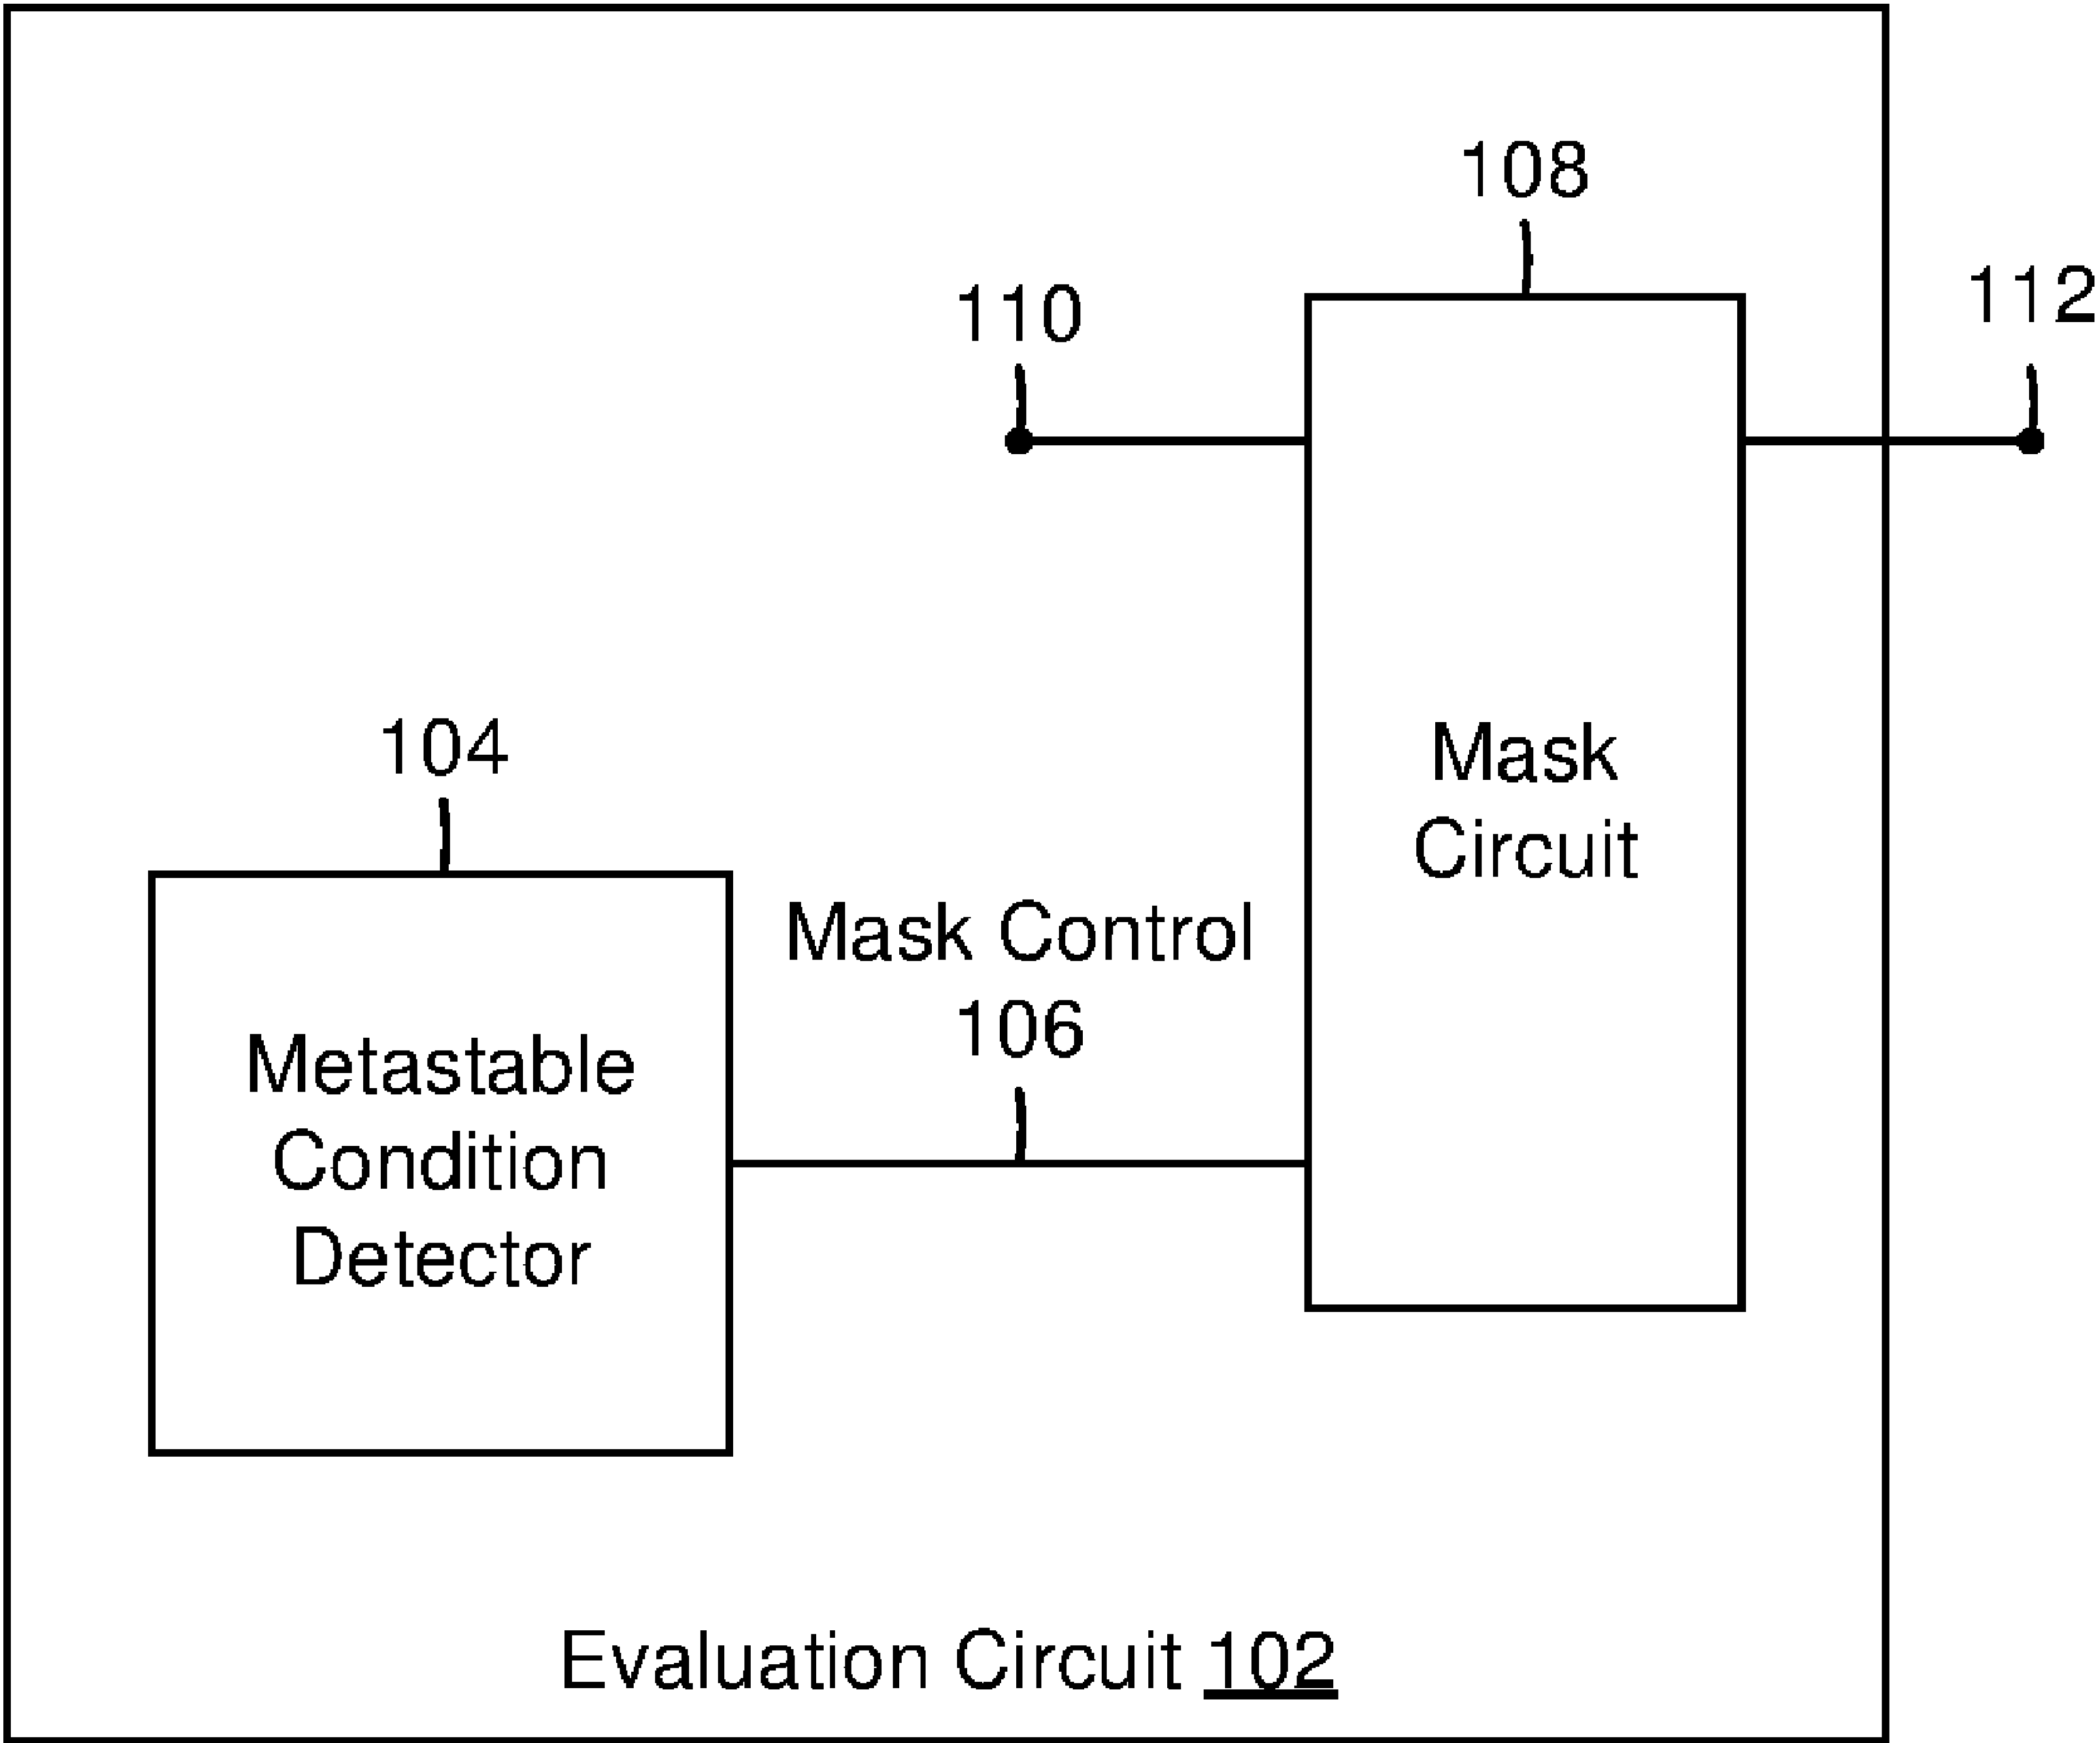 108
110
112
104
Mask
Circuit
Mask Control
106
Metastable
Condition
Detector
Evaluation Circuit 102